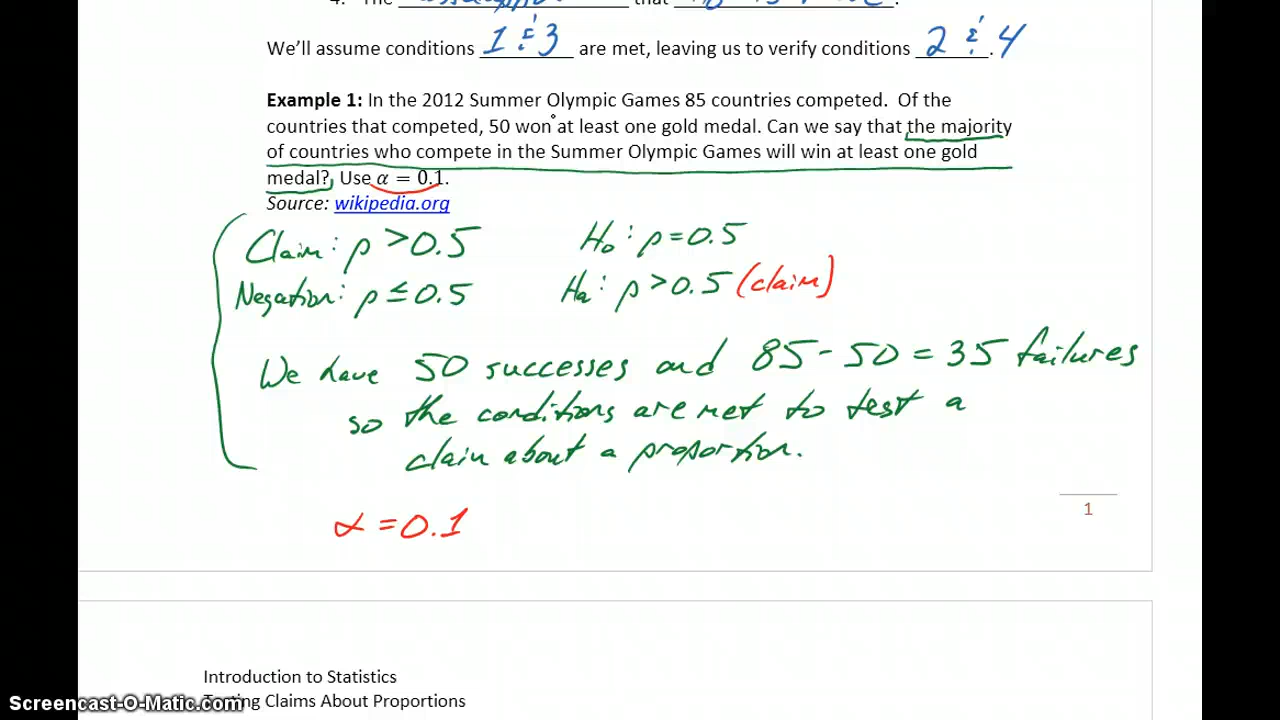 4. The that
We'll assume conditions 1 & 3 are met, leaving us to verify conditions 2 & 4.
Example 1: In the 2012 Summer Olympic Games 85 countries competed. Of the
countries that competed, 50 won at least one gold medal. Can we say that the majority
of countries who compete in the Summer Olympic Games will win at least one gold
medal? Use α = 0.1.
Source: wikipedia.org
Claim: p > 0.5 H₀: p = 0.5
Negation: p ≤ 0.5 Hₐ: p > 0.5 (claim)
We have 50 successes and 85 - 50 = 35 failures
so the conditions are met to test a
claim about a proportion.
1
α = 0.1
Introduction to Statistics
Testing Claims About Proportions
Screencast-O-Matic.com